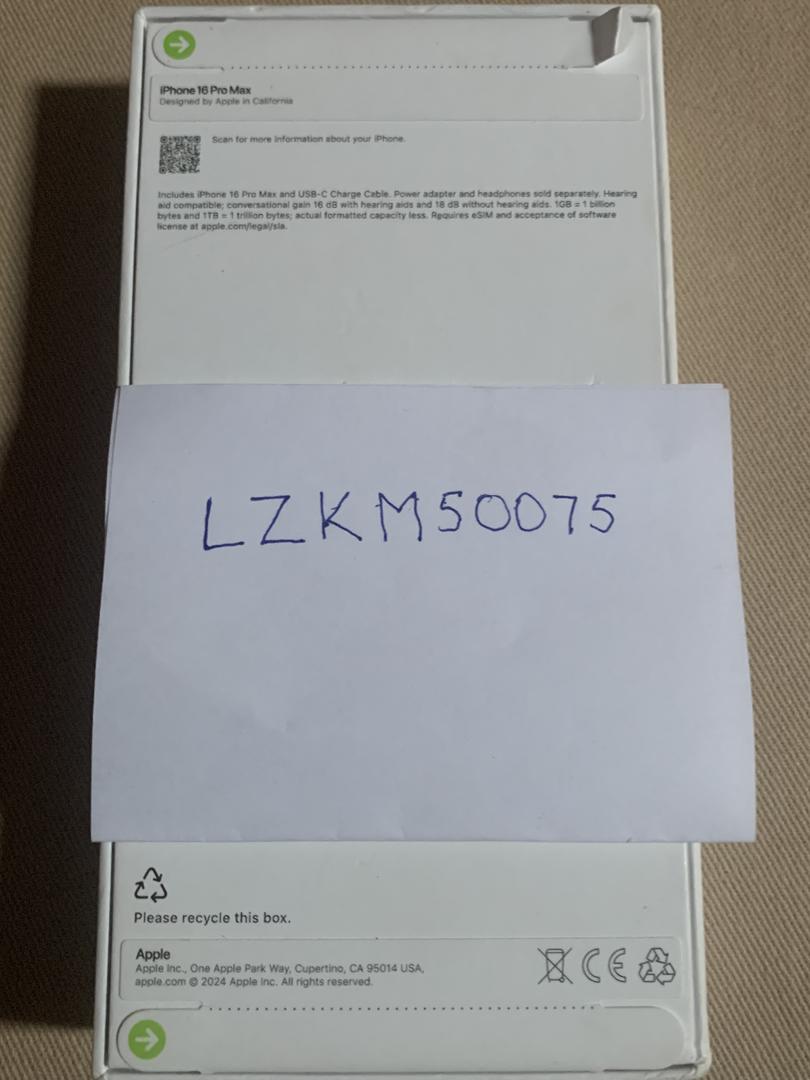 iPhone 16 Pro Max
Designed by Apple in California
Scan for more information about your iPhone.
Includes iPhone 16 Pro Max and USB-C Charge Cable. Power adapter and headphones sold separately. Hearing
aid compatible; conversational gain 16 dB with hearing aids and 18 dB without hearing aids. 1GB = 1 billion
bytes and 1TB = 1 trillion bytes; actual formatted capacity less. Requires eSIM and acceptance of software
license at apple.com/legal/sla.
LZKM50075
Please recycle this box.
Apple
Apple Inc., One Apple Park Way, Cupertino, CA 95014 USA,
apple.com © 2024 Apple Inc. All rights reserved.
CE